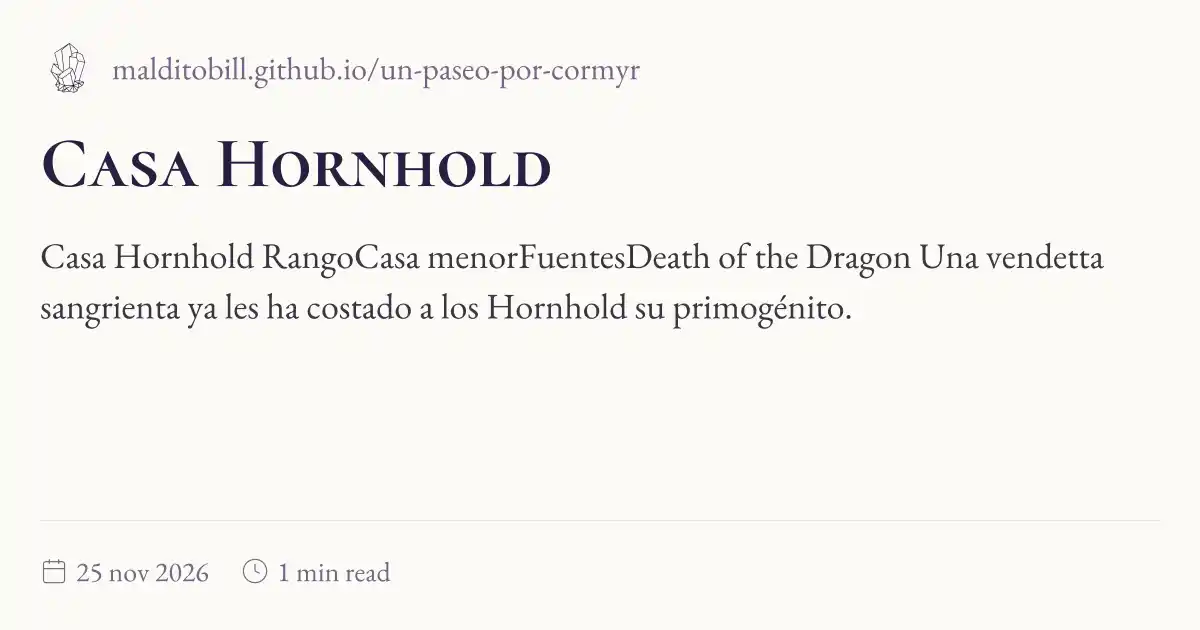 malditobill.github.io/un-paseo-por-cormyr
Casa Hornhold
Casa Hornhold RangoCasa menorFuentesDeath of the Dragon Una vendetta
sangrienta ya les ha costado a los Hornhold su primogénito.
25 nov 2026 1 min read